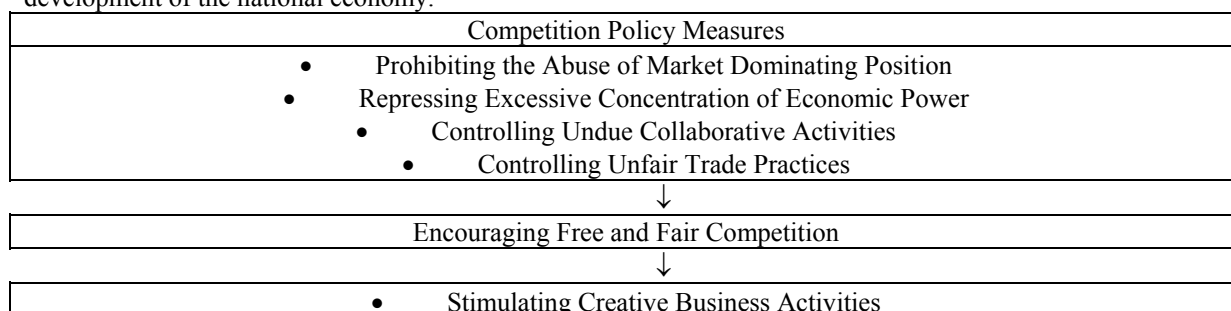 development of the national economy.
Competition Policy Measures
• Prohibiting the Abuse of Market Dominating Position
• Repressing Excessive Concentration of Economic Power
• Controlling Undue Collaborative Activities
• Controlling Unfair Trade Practices
↓
Encouraging Free and Fair Competition
↓
• Stimulating Creative Business Activities